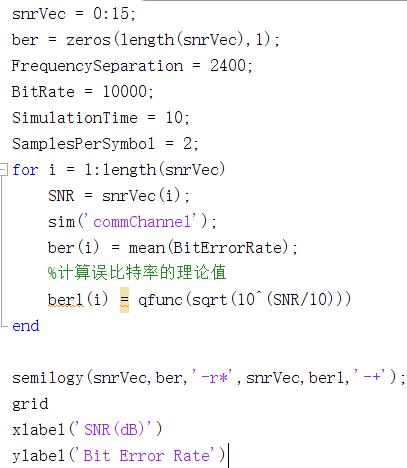 snrVec = 0:15;
ber = zeros(length(snrVec),1);
FrequencySeparation = 2400;
BitRate = 10000;
SimulationTime = 10;
SamplesPerSymbol = 2;
for i = 1:length(snrVec)
SNR = snrVec(i);
sim('commChannel');
ber(i) = mean(BitErrorRate);
%计算误比特率的理论值
ber1(i) = qfunc(sqrt(10^(SNR/10)))
end
semilogy(snrVec,ber,'-r*',snrVec,ber1,'-+');
grid
xlabel('SNR(dB)')
ylabel('Bit Error Rate')